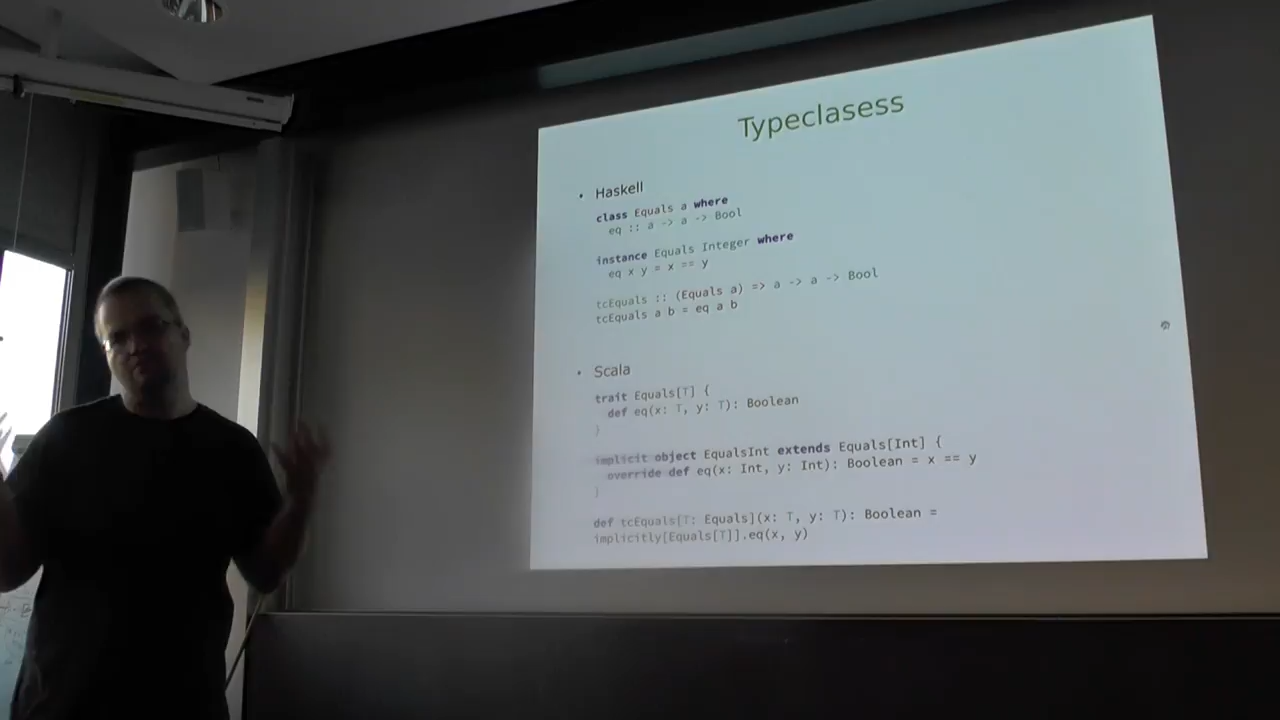 Typeclasess
• Haskell
class Equals a where
eq :: a -> a -> Bool
instance Equals Integer where
eq x y = x == y
tcEquals :: (Equals a) => a -> a -> Bool
tcEquals a b = eq a b
• Scala
trait Equals[T] {
def eq(x: T, y: T): Boolean
}
implicit object EqualsInt extends Equals[Int] {
override def eq(x: Int, y: Int): Boolean = x == y
}
def tcEquals[T: Equals](x: T, y: T): Boolean =
implicitly[Equals[T]].eq(x, y)